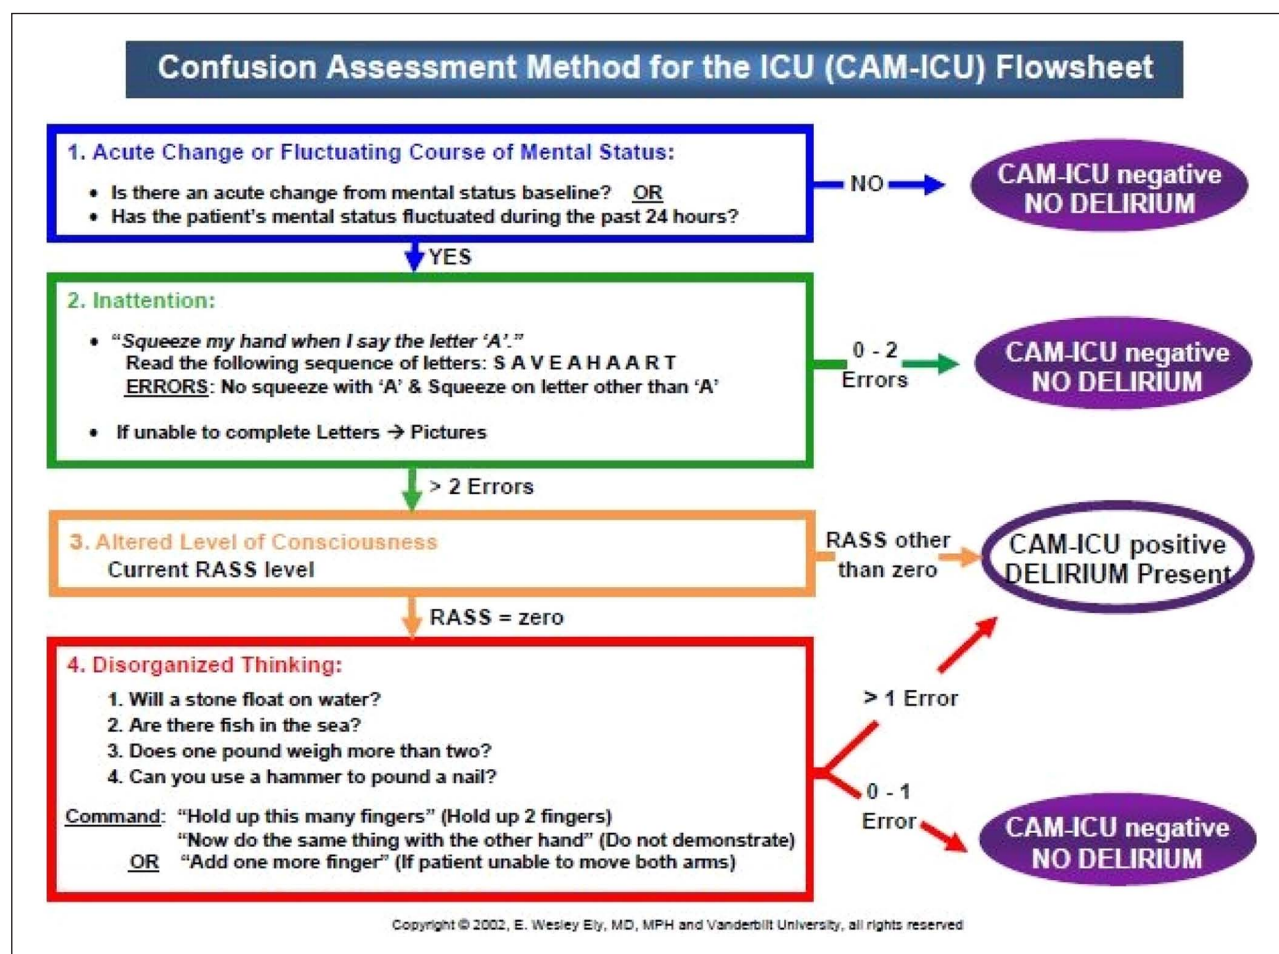 Confusion Assessment Method for the ICU (CAM-ICU) Flowsheet
1. Acute Change or Fluctuating Course of Mental Status:
• Is there an acute change from mental status baseline? OR
• Has the patient’s mental status fluctuated during the past 24 hours?
NO
CAM-ICU negative
NO DELIRIUM
YES
2. Inattention:
• “Squeeze my hand when I say the letter ‘A’.”
Read the following sequence of letters: S A V E A H A A R T
ERRORS: No squeeze with ‘A’ & Squeeze on letter other than ‘A’
• If unable to complete Letters → Pictures
0 - 2
Errors
CAM-ICU negative
NO DELIRIUM
> 2 Errors
3. Altered Level of Consciousness
Current RASS level
RASS other
than zero
CAM-ICU positive
DELIRIUM Present
RASS = zero
4. Disorganized Thinking:
1. Will a stone float on water?
2. Are there fish in the sea?
3. Does one pound weigh more than two?
4. Can you use a hammer to pound a nail?
Command: “Hold up this many fingers” (Hold up 2 fingers)
“Now do the same thing with the other hand” (Do not demonstrate)
OR “Add one more finger” (If patient unable to move both arms)
> 1 Error
0 - 1
Error
CAM-ICU negative
NO DELIRIUM
Copyright © 2002, E. Wesley Ely, MD, MPH and Vanderbilt University, all rights reserved